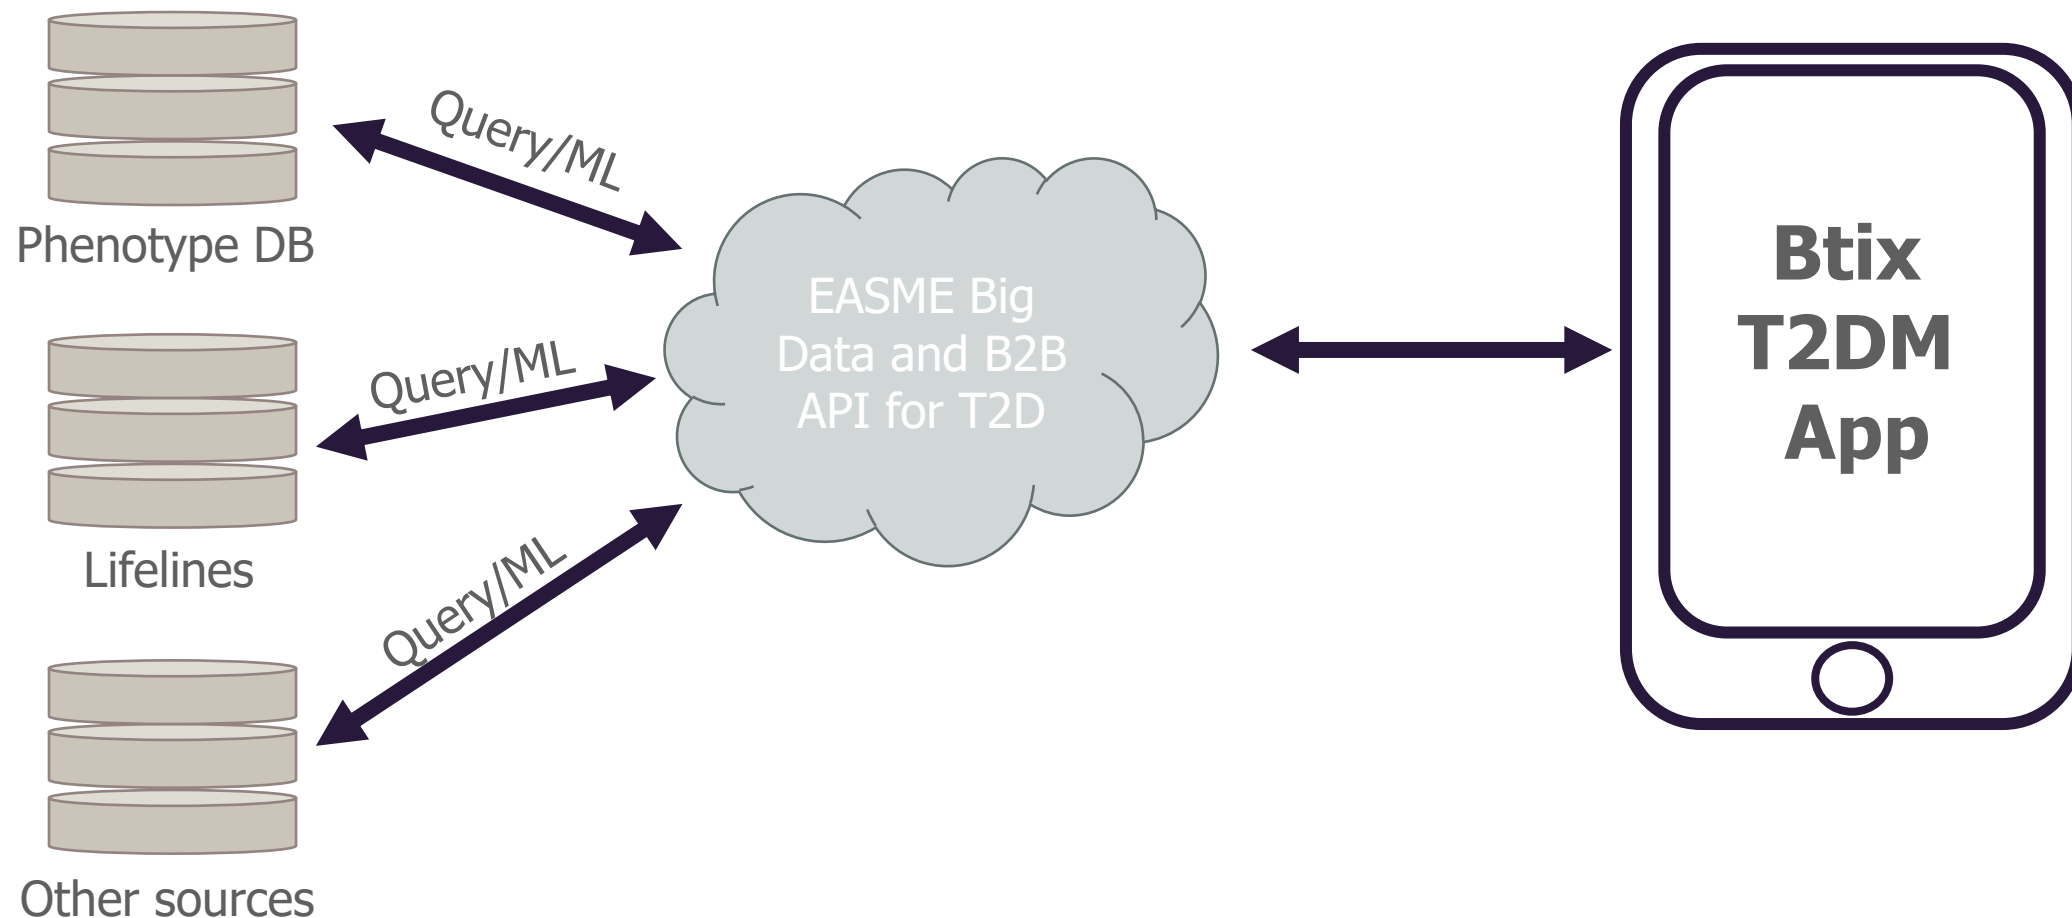 Query/ML
Phenotype DB
Query/ML
Lifelines
Query/ML
Other sources
EASME Big
Data and B2B
API for T2D
Btix
T2DM
App